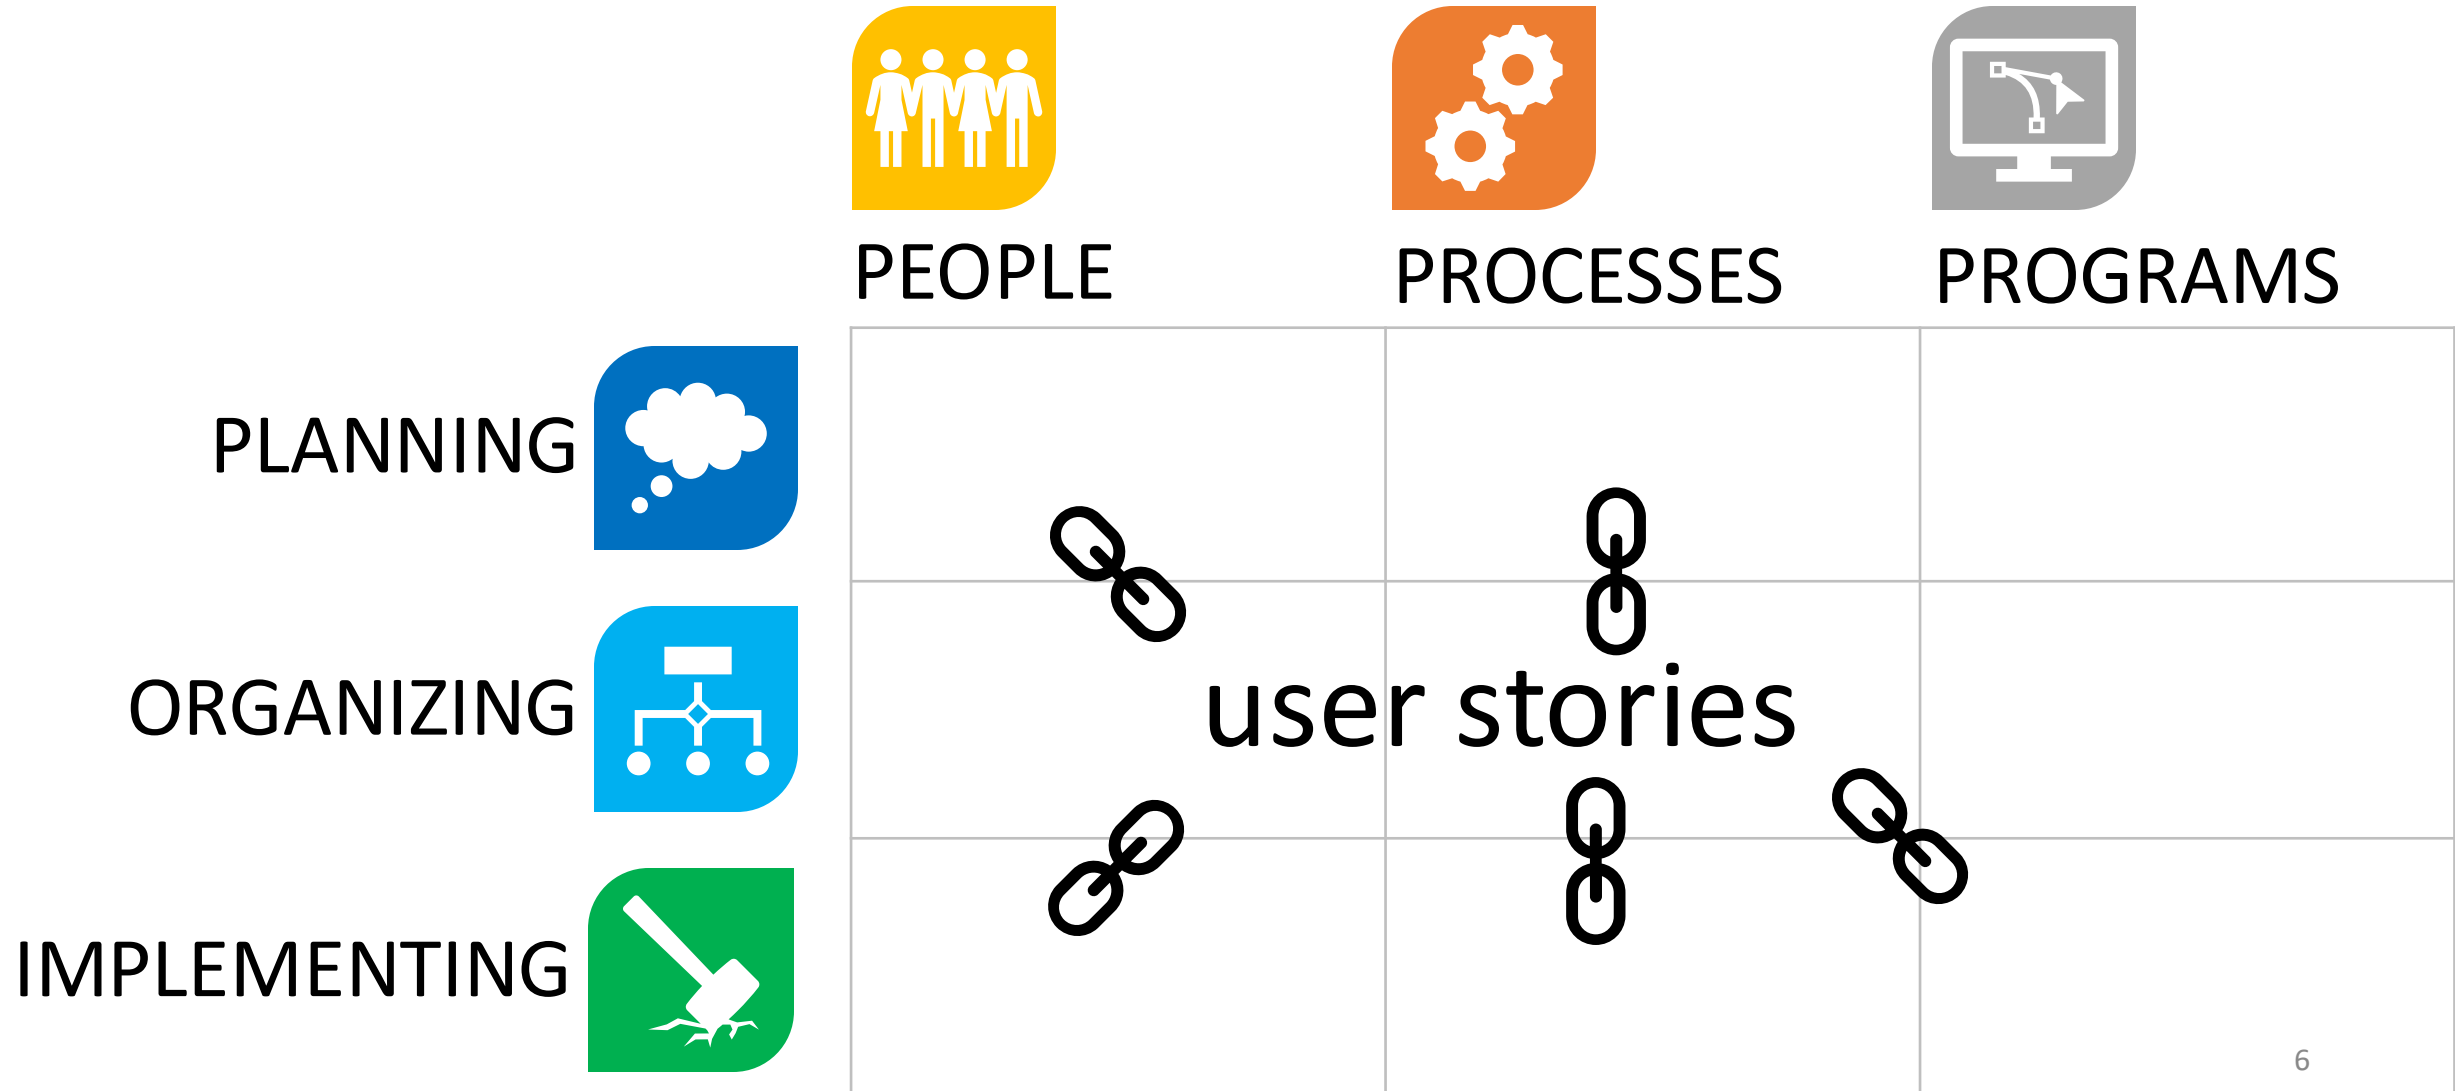 PEOPLE
PROCESSES
PROGRAMS
PLANNING
ORGANIZING
user stories
IMPLEMENTING
6